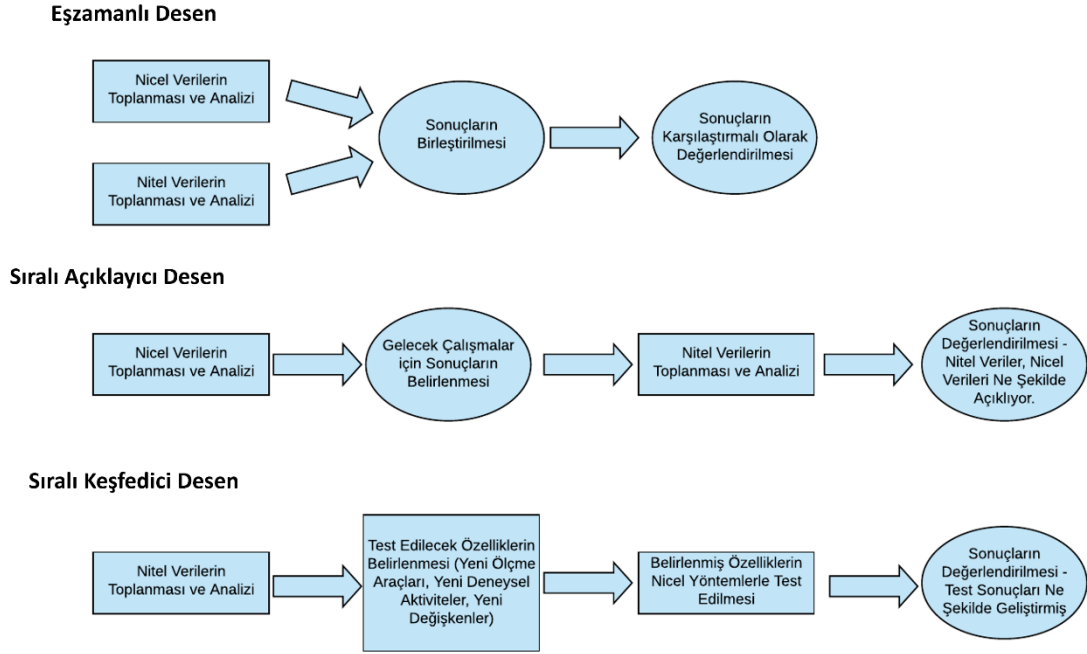 Eşzamanlı Desen
Nicel Verilerin
Toplanması ve Analizi
Nitel Verilerin
Toplanması ve Analizi
Sonuçların
Birleştirilmesi
Sonuçların
Karşılaştırmalı Olarak
Değerlendirilmesi
Sıralı Açıklayıcı Desen
Nicel Verilerin
Toplanması ve Analizi
Gelecek Çalışmalar
için Sonuçların
Belirlenmesi
Nitel Verilerin
Toplanması ve Analizi
Sonuçların
Değerlendirilmesi -
Nitel Veriler, Nicel
Verileri Ne Şekilde
Açıklıyor.
Sıralı Keşfedici Desen
Nitel Verilerin
Toplanması ve Analizi
Test Edilecek Özelliklerin
Belirlenmesi (Yeni Ölçme
Araçları, Yeni Deneysel
Aktiviteler, Yeni
Değişkenler)
Belirlenmiş Özelliklerin
Nicel Yöntemlerle Test
Edilmesi
Sonuçların
Değerlendirilmesi -
Test Sonuçları Ne
Şekilde Geliştirmiş